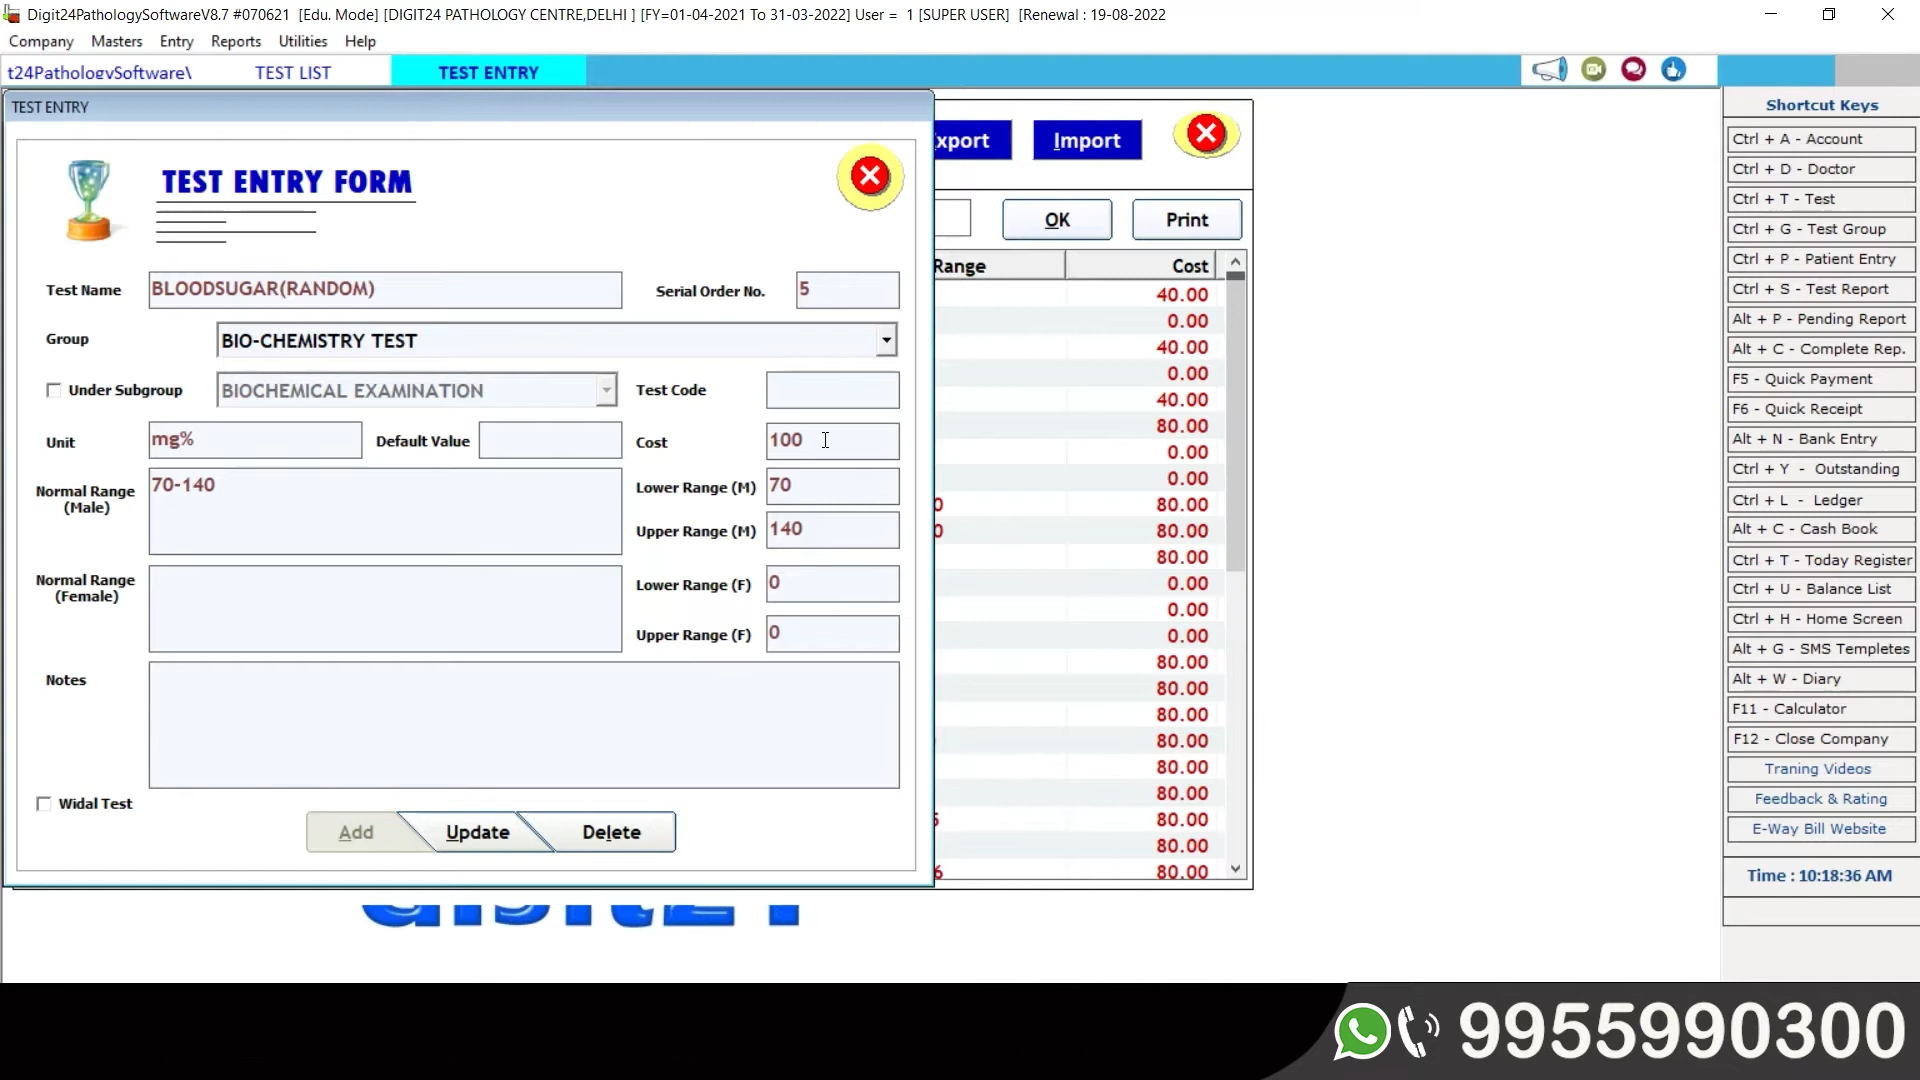 Digit24PathologySoftwareV8.7 #070621 [Edu. Mode] [DIGIT24 PATHOLOGY CENTRE,DELHI ] [FY=01-04-2021 To 31-03-2022] User = 1 [SUPER USER] [Renewal : 19-08-2022
Company Masters Entry Reports Utilities Help
t24PathologySoftware\ TEST LIST TEST ENTRY
TEST ENTRY
TEST ENTRY FORM
Test Name BLOODSUGAR(RANDOM) Serial Order No. 5
Group BIO-CHEMISTRY TEST
Under Subgroup BIOCHEMICAL EXAMINATION Test Code
Unit mg% Default Value Cost 100
Normal Range (Male) 70-140 Lower Range (M) 70
Upper Range (M) 140
Normal Range (Female) Lower Range (F) 0
Upper Range (F) 0
Notes
Widal Test
Add Update Delete
xport Import
OK Print
Range Cost
40.00
0.00
40.00
0.00
40.00
80.00
0.00
0.00
0 80.00
0 80.00
80.00
0.00
0.00
0.00
80.00
80.00
80.00
80.00
80.00
80.00
5 80.00
80.00
6 80.00
Shortcut Keys
Ctrl + A - Account
Ctrl + D - Doctor
Ctrl + T - Test
Ctrl + G - Test Group
Ctrl + P - Patient Entry
Ctrl + S - Test Report
Alt + P - Pending Report
Alt + C - Complete Rep.
F5 - Quick Payment
F6 - Quick Receipt
Alt + N - Bank Entry
Ctrl + Y - Outstanding
Ctrl + L - Ledger
Alt + C - Cash Book
Ctrl + T - Today Register
Ctrl + U - Balance List
Ctrl + H - Home Screen
Alt + G - SMS Templetes
Alt + W - Diary
F11 - Calculator
F12 - Close Company
Traning Videos
Feedback & Rating
E-Way Bill Website
Time : 10:18:36 AM
9955990300